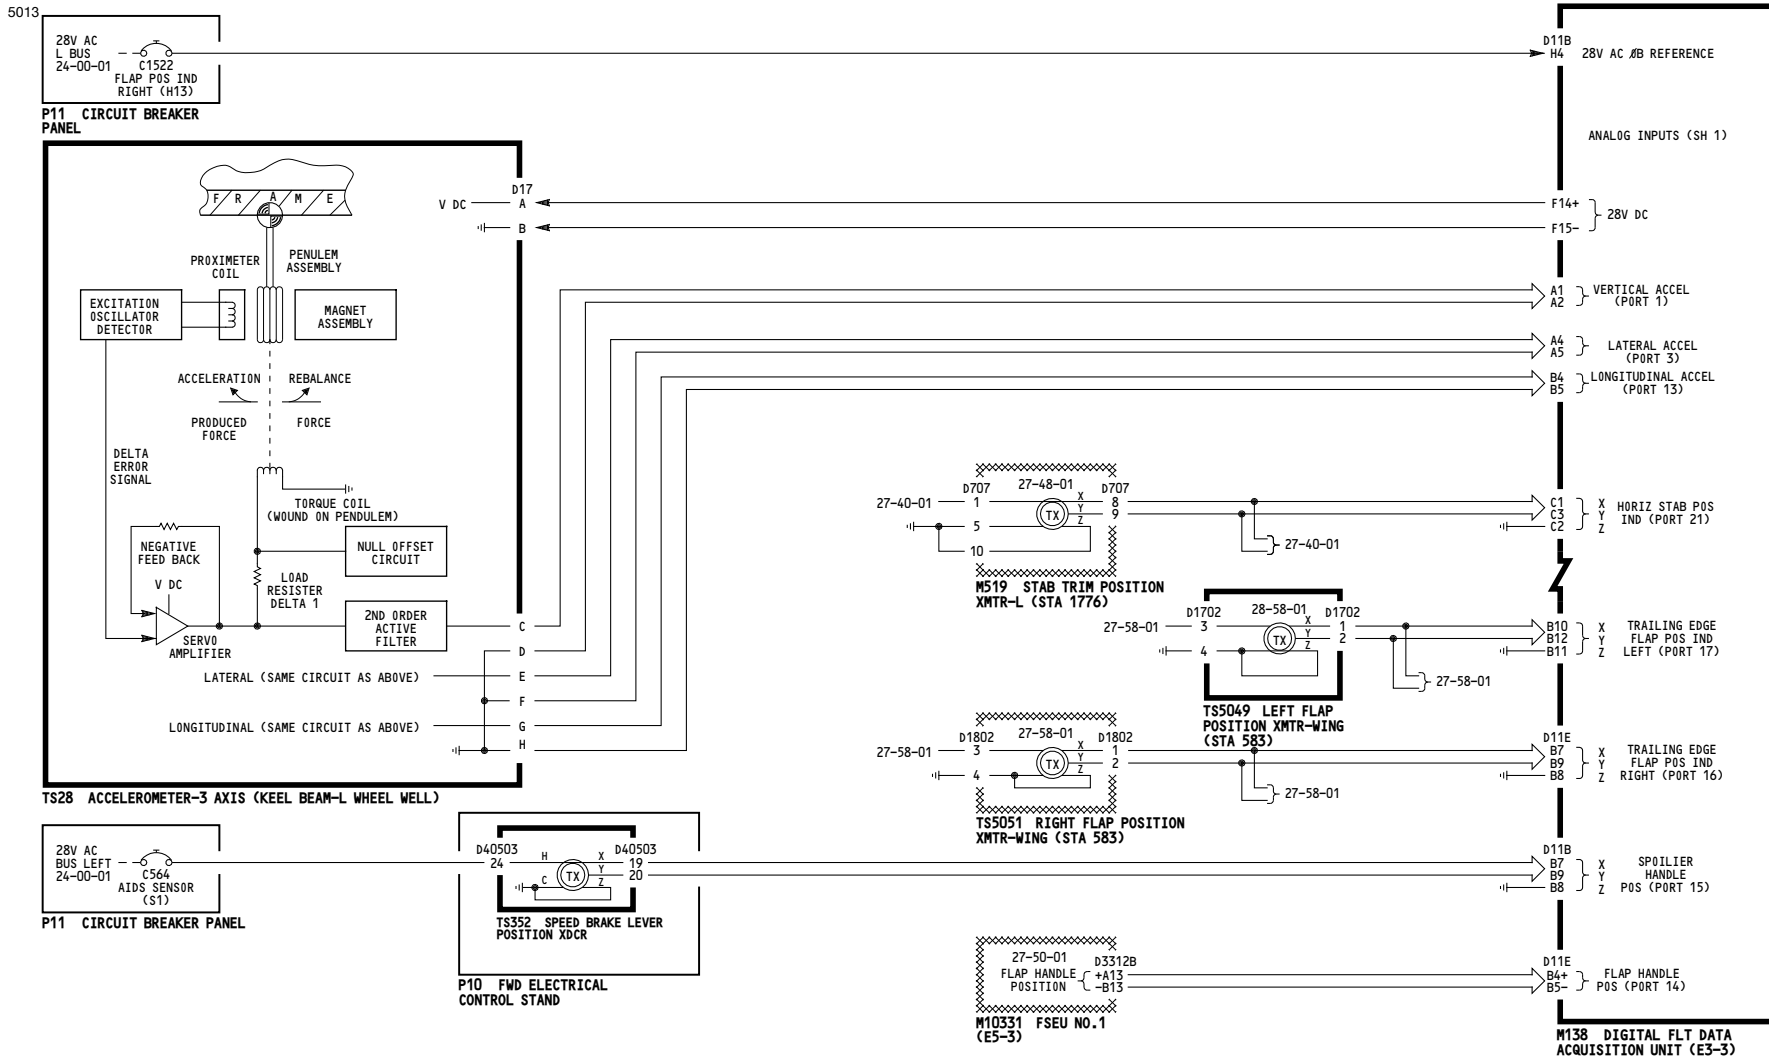 5013
28V AC
L BUS
24-00-01
C1522
FLAP POS IND
RIGHT (H13)
P11 CIRCUIT BREAKER
PANEL
D11B
H4 28V AC ØB REFERENCE
ANALOG INPUTS (SH 1)
F R A M E
PROXIMETER
COIL
PENULEM
ASSEMBLY
EXCITATION
OSCILLATOR
DETECTOR
MAGNET
ASSEMBLY
ACCELERATION
PRODUCED
FORCE
REBALANCE
FORCE
DELTA
ERROR
SIGNAL
TORQUE COIL
(WOUND ON PENDULEM)
NEGATIVE
FEED BACK
V DC
SERVO
AMPLIFIER
LOAD
RESISTER
DELTA 1
NULL OFFSET
CIRCUIT
2ND ORDER
ACTIVE
FILTER
LATERAL (SAME CIRCUIT AS ABOVE)
LONGITUDINAL (SAME CIRCUIT AS ABOVE)
V DC
D17
A
B
C
D
E
F
G
H
TS28 ACCELEROMETER-3 AXIS (KEEL BEAM-L WHEEL WELL)
F14+
F15-
28V DC
A1
A2
VERTICAL ACCEL
(PORT 1)
A4
A5
LATERAL ACCEL
(PORT 3)
B4
B5
LONGITUDINAL ACCEL
(PORT 13)
27-40-01
D707
1
5
10
27-48-01
TX
X
Y
Z
D707
8
9
27-40-01
M519 STAB TRIM POSITION
XMTR-L (STA 1776)
C1
C3
C2
X
Y
Z
HORIZ STAB POS
IND (PORT 21)
27-58-01
D1702
3
4
28-58-01
TX
X
Y
Z
D1702
1
2
27-58-01
TS5049 LEFT FLAP
POSITION XMTR-WING
(STA 583)
B10
B12
B11
X
Y
Z
TRAILING EDGE
FLAP POS IND
LEFT (PORT 17)
27-58-01
D1802
3
4
27-58-01
TX
X
Y
Z
D1802
1
2
27-58-01
TS5051 RIGHT FLAP POSITION
XMTR-WING (STA 583)
D11E
B7
B9
B8
X
Y
Z
TRAILING EDGE
FLAP POS IND
RIGHT (PORT 16)
28V AC
BUS LEFT
24-00-01
C564
AIDS SENSOR
(S1)
P11 CIRCUIT BREAKER PANEL
D40503
24
H
C
TX
X
Y
Z
D40503
19
20
TS352 SPEED BRAKE LEVER
POSITION XDCR
P10 FWD ELECTRICAL
CONTROL STAND
D11B
B7
B9
B8
X
Y
Z
SPOILIER
HANDLE
POS (PORT 15)
27-50-01
FLAP HANDLE
POSITION
D3312B
+A13
-B13
M10331 FSEU NO.1
(E5-3)
D11E
B4+
B5-
FLAP HANDLE
POS (PORT 14)
M138 DIGITAL FLT DATA
ACQUISITION UNIT (E3-3)